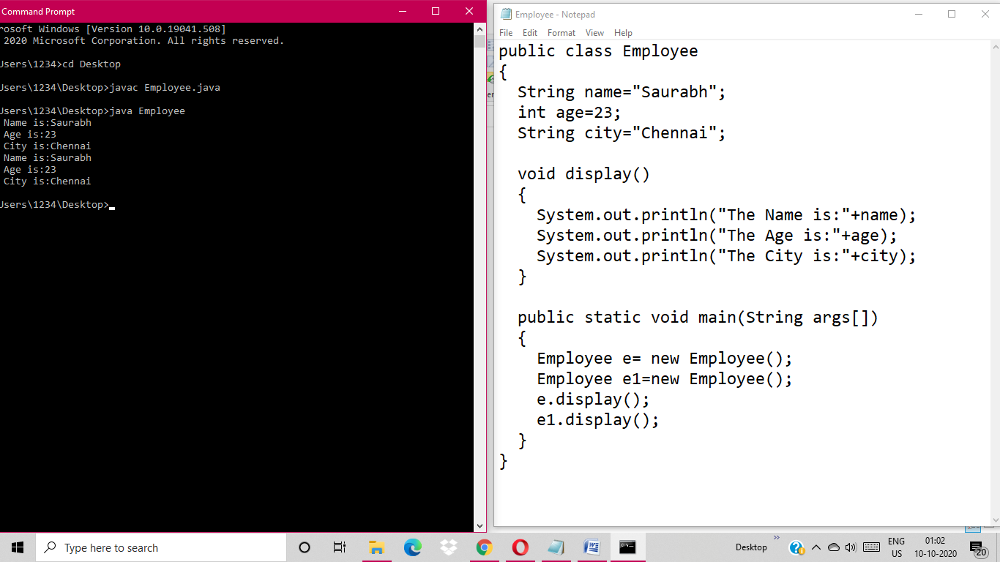 Command Prompt
rosoft Windows [Version 10.0.19041.508]
2020 Microsoft Corporation. All rights reserved.
Users\1234>cd Desktop
Users\1234\Desktop>javac Employee.java
Users\1234\Desktop>java Employee
Name is:Saurabh
Age is:23
City is:Chennai
Name is:Saurabh
Age is:23
City is:Chennai
Users\1234\Desktop>
Employee - Notepad
File Edit Format View Help
public class Employee
{
String name="Saurabh";
int age=23;
String city="Chennai";
void display()
{
System.out.println("The Name is:"+name);
System.out.println("The Age is:"+age);
System.out.println("The City is:"+city);
}
public static void main(String args[])
{
Employee e= new Employee();
Employee e1=new Employee();
e.display();
e1.display();
}
}
er
Type here to search
Desktop
ENG
US
01:02
10-10-2020
20